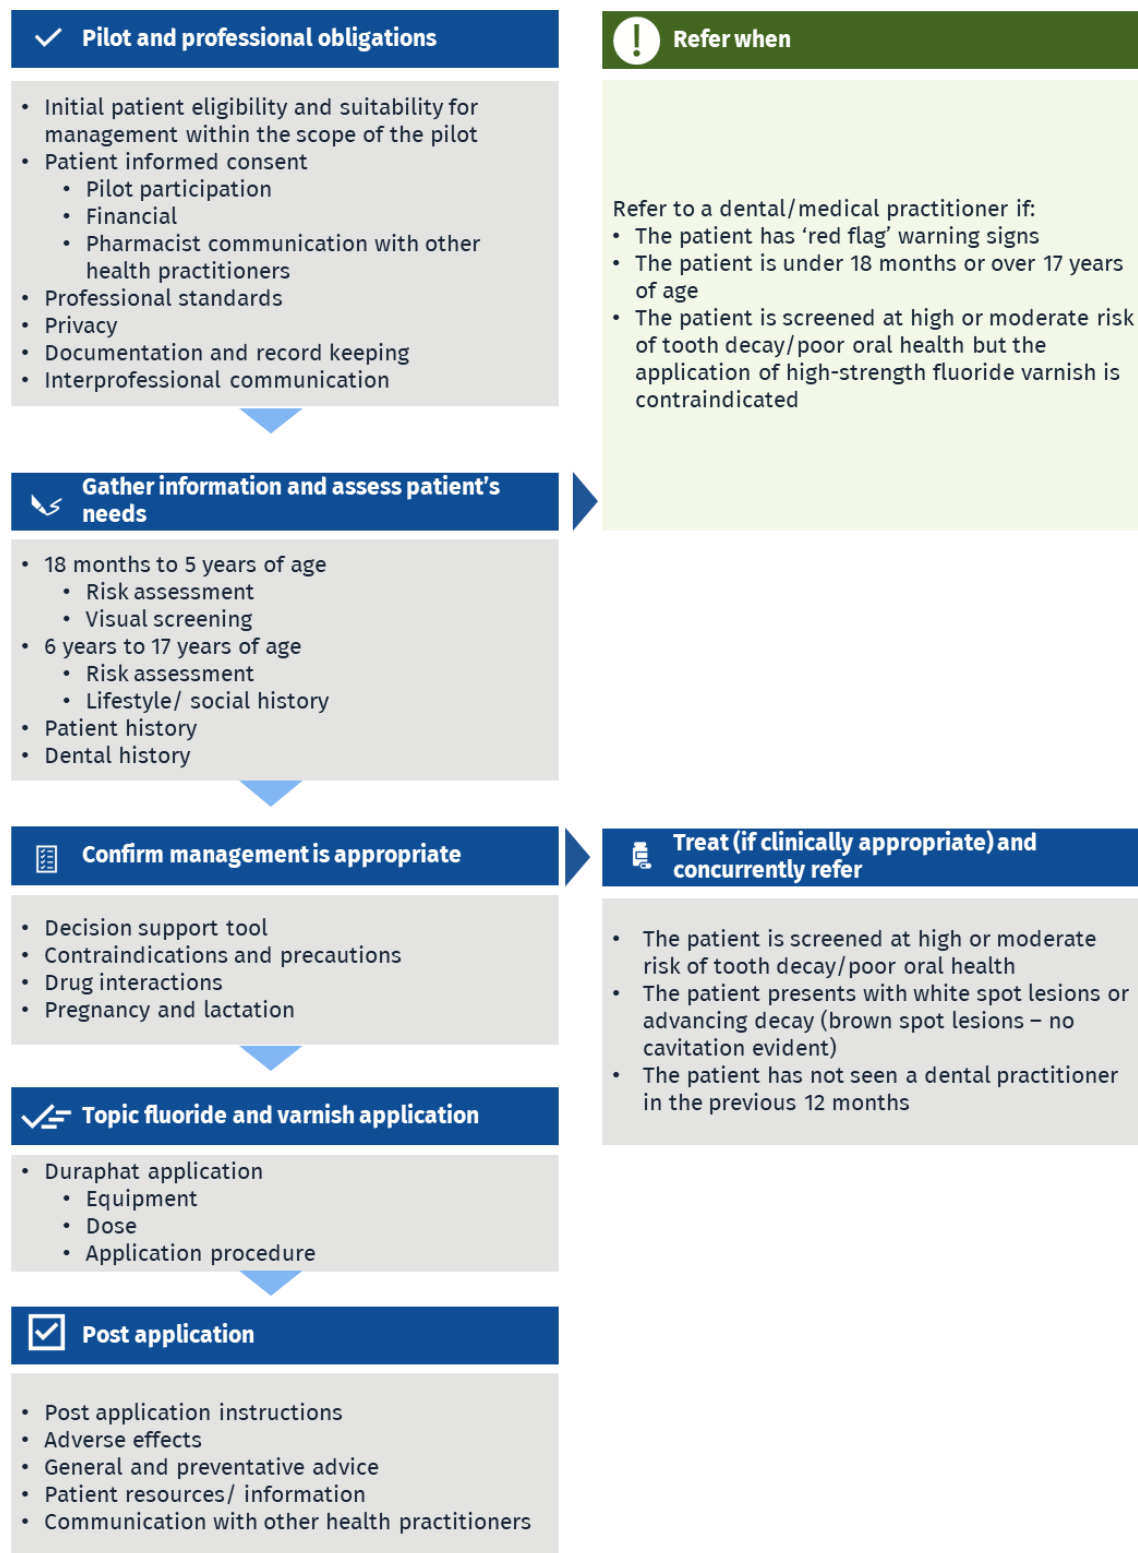 Pilot and professional obligations
• Initial patient eligibility and suitability for
management within the scope of the pilot
• Patient informed consent
• Pilot participation
• Financial
• Pharmacist communication with other
health practitioners
• Professional standards
• Privacy
• Documentation and record keeping
• Interprofessional communication
Refer when
Refer to a dental/medical practitioner if:
• The patient has ‘red flag’ warning signs
• The patient is under 18 months or over 17 years
of age
• The patient is screened at high or moderate risk
of tooth decay/poor oral health but the
application of high-strength fluoride varnish is
contraindicated
Gather information and assess patient’s
needs
• 18 months to 5 years of age
• Risk assessment
• Visual screening
• 6 years to 17 years of age
• Risk assessment
• Lifestyle/ social history
• Patient history
• Dental history
Confirm management is appropriate
• Decision support tool
• Contraindications and precautions
• Drug interactions
• Pregnancy and lactation
Treat (if clinically appropriate) and
concurrently refer
• The patient is screened at high or moderate
risk of tooth decay/poor oral health
• The patient presents with white spot lesions or
advancing decay (brown spot lesions – no
cavitation evident)
• The patient has not seen a dental practitioner
in the previous 12 months
Topic fluoride and varnish application
• Duraphat application
• Equipment
• Dose
• Application procedure
Post application
• Post application instructions
• Adverse effects
• General and preventative advice
• Patient resources/ information
• Communication with other health practitioners